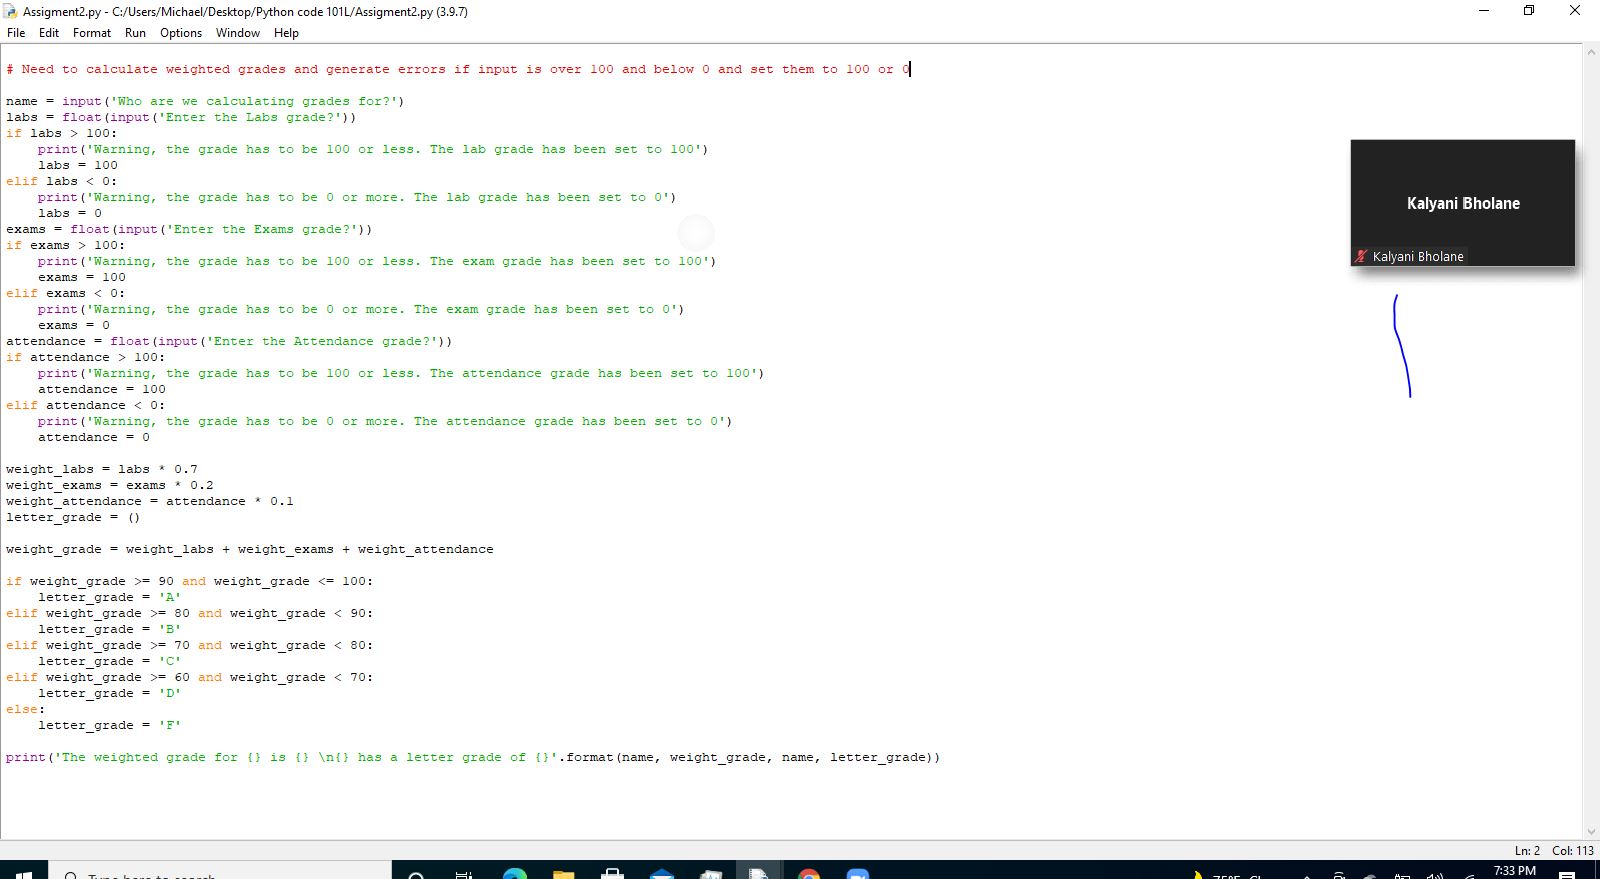 Assigment2.py - C:/Users/Michael/Desktop/Python code 101L/Assigment2.py (3.9.7)
File Edit Format Run Options Window Help
# Need to calculate weighted grades and generate errors if input is over 100 and below 0 and set them to 100 or 0
name = input('Who are we calculating grades for?')
labs = float(input('Enter the Labs grade?'))
if labs > 100:
    print('Warning, the grade has to be 100 or less. The lab grade has been set to 100')
    labs = 100
elif labs < 0:
    print('Warning, the grade has to be 0 or more. The lab grade has been set to 0')
    labs = 0
exams = float(input('Enter the Exams grade?'))
if exams > 100:
    print('Warning, the grade has to be 100 or less. The exam grade has been set to 100')
    exams = 100
elif exams < 0:
    print('Warning, the grade has to be 0 or more. The exam grade has been set to 0')
    exams = 0
attendance = float(input('Enter the Attendance grade?'))
if attendance > 100:
    print('Warning, the grade has to be 100 or less. The attendance grade has been set to 100')
    attendance = 100
elif attendance < 0:
    print('Warning, the grade has to be 0 or more. The attendance grade has been set to 0')
    attendance = 0
weight_labs = labs * 0.7
weight_exams = exams * 0.2
weight_attendance = attendance * 0.1
letter_grade = ()
weight_grade = weight_labs + weight_exams + weight_attendance
if weight_grade >= 90 and weight_grade <= 100:
    letter_grade = 'A'
elif weight_grade >= 80 and weight_grade < 90:
    letter_grade = 'B'
elif weight_grade >= 70 and weight_grade < 80:
    letter_grade = 'C'
elif weight_grade >= 60 and weight_grade < 70:
    letter_grade = 'D'
else:
    letter_grade = 'F'
print('The weighted grade for {} is {} \n{} has a letter grade of {}'.format(name, weight_grade, name, letter_grade))
Kalyani Bholane
Kalyani Bholane
Ln: 2 Col: 113
Type here to search
7:33 PM